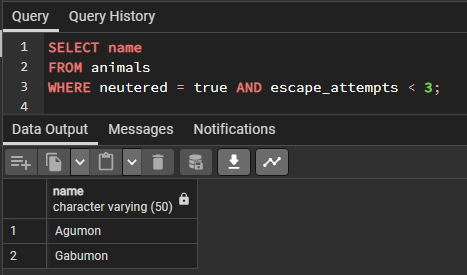 Query Query History
1 SELECT name
2 FROM animals
3 WHERE neutered = true AND escape_attempts < 3;
4
Data Output Messages Notifications
name
character varying (50)
1 Agumon
2 Gabumon